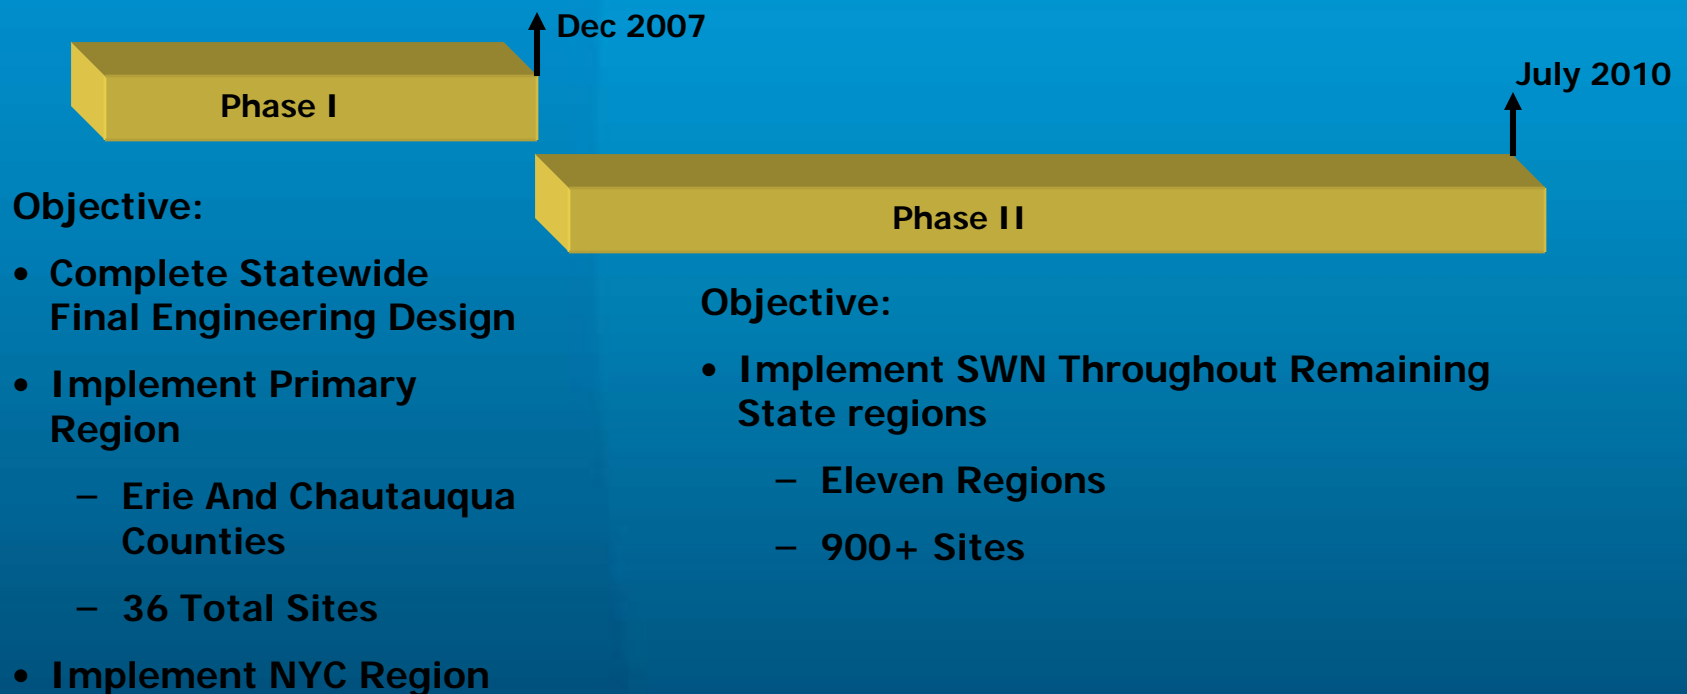 Dec 2007
July 2010
Phase I
Phase II
Objective:
• Complete Statewide
Final Engineering Design
• Implement Primary
Region
– Erie And Chautauqua
Counties
– 36 Total Sites
• Implement NYC Region
Objective:
• Implement SWN Throughout Remaining
State regions
– Eleven Regions
– 900+ Sites